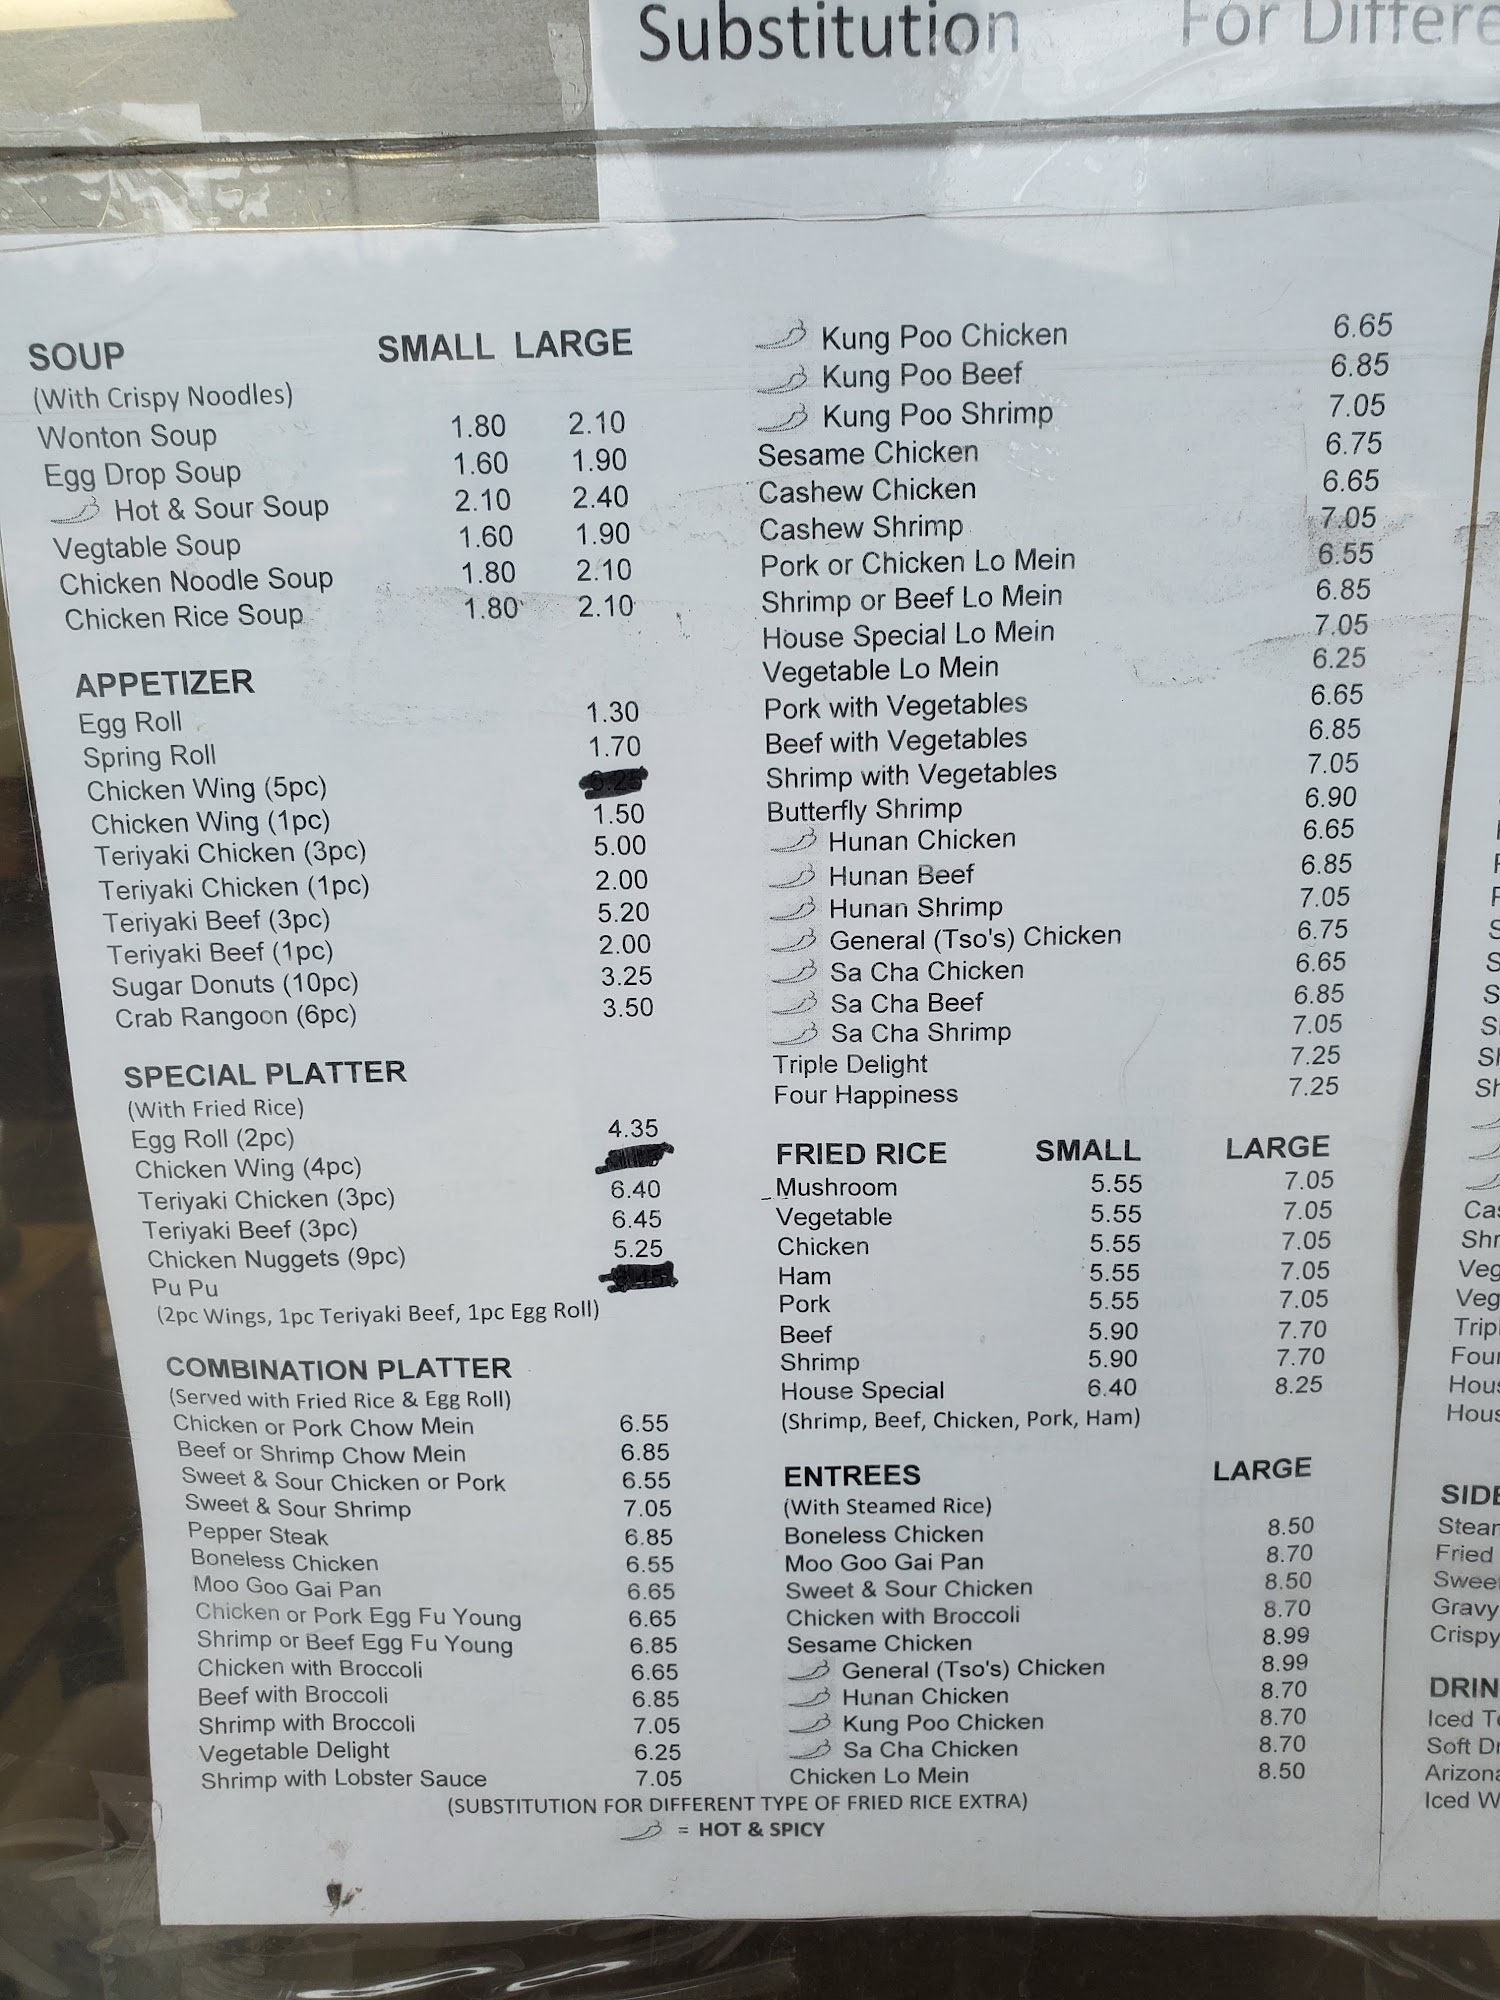 Substitution For Differe
SOUP SMALL LARGE
(With Crispy Noodles)
Wonton Soup 1.80 2.10
Egg Drop Soup 1.60 1.90
Hot & Sour Soup 2.10 2.40
Vegtable Soup 1.60 1.90
Chicken Noodle Soup 1.80 2.10
Chicken Rice Soup 1.80 2.10
APPETIZER
Egg Roll 1.30
Spring Roll 1.70
Chicken Wing (5pc)
Chicken Wing (1pc) 1.50
Teriyaki Chicken (3pc) 5.00
Teriyaki Chicken (1pc) 2.00
Teriyaki Beef (3pc) 5.20
Teriyaki Beef (1pc) 2.00
Sugar Donuts (10pc) 3.25
Crab Rangoon (6pc) 3.50
SPECIAL PLATTER
(With Fried Rice)
Egg Roll (2pc) 4.35
Chicken Wing (4pc)
Teriyaki Chicken (3pc) 6.40
Teriyaki Beef (3pc) 6.45
Chicken Nuggets (9pc) 5.25
Pu Pu
(2pc Wings, 1pc Teriyaki Beef, 1pc Egg Roll)
COMBINATION PLATTER
(Served with Fried Rice & Egg Roll)
Chicken or Pork Chow Mein 6.55
Beef or Shrimp Chow Mein 6.85
Sweet & Sour Chicken or Pork 6.55
Sweet & Sour Shrimp 7.05
Pepper Steak 6.85
Boneless Chicken 6.55
Moo Goo Gai Pan 6.65
Chicken or Pork Egg Fu Young 6.65
Shrimp or Beef Egg Fu Young 6.85
Chicken with Broccoli 6.65
Beef with Broccoli 6.85
Shrimp with Broccoli 7.05
Vegetable Delight 6.25
Shrimp with Lobster Sauce 7.05
Kung Poo Chicken 6.65
Kung Poo Beef 6.85
Kung Poo Shrimp 7.05
Sesame Chicken 6.75
Cashew Chicken 6.65
Cashew Shrimp 7.05
Pork or Chicken Lo Mein 6.55
Shrimp or Beef Lo Mein 6.85
House Special Lo Mein 7.05
Vegetable Lo Mein 6.25
Pork with Vegetables 6.65
Beef with Vegetables 6.85
Shrimp with Vegetables 7.05
Butterfly Shrimp 6.90
Hunan Chicken 6.65
Hunan Beef 6.85
Hunan Shrimp 7.05
General (Tso's) Chicken 6.75
Sa Cha Chicken 6.65
Sa Cha Beef 6.85
Sa Cha Shrimp 7.05
Triple Delight 7.25
Four Happiness 7.25
FRIED RICE SMALL LARGE
Mushroom 5.55 7.05
Vegetable 5.55 7.05
Chicken 5.55 7.05
Ham 5.55 7.05
Pork 5.55 7.05
Beef 5.90 7.70
Shrimp 5.90 7.70
House Special 6.40 8.25
(Shrimp, Beef, Chicken, Pork, Ham)
ENTREES LARGE
(With Steamed Rice)
Boneless Chicken 8.50
Moo Goo Gai Pan 8.70
Sweet & Sour Chicken 8.50
Chicken with Broccoli 8.70
Sesame Chicken 8.99
General (Tso's) Chicken 8.99
Hunan Chicken 8.70
Kung Poo Chicken 8.70
Sa Cha Chicken 8.70
Chicken Lo Mein 8.50
(SUBSTITUTION FOR DIFFERENT TYPE OF FRIED RICE EXTRA)
= HOT & SPICY
Cas
Shr
Veg
Veg
Tripl
Four
Hous
Hous
SIDE
Steam
Fried
Sweet
Gravy
Crispy
DRIN
Iced Te
Soft Dr
Arizona
Iced W